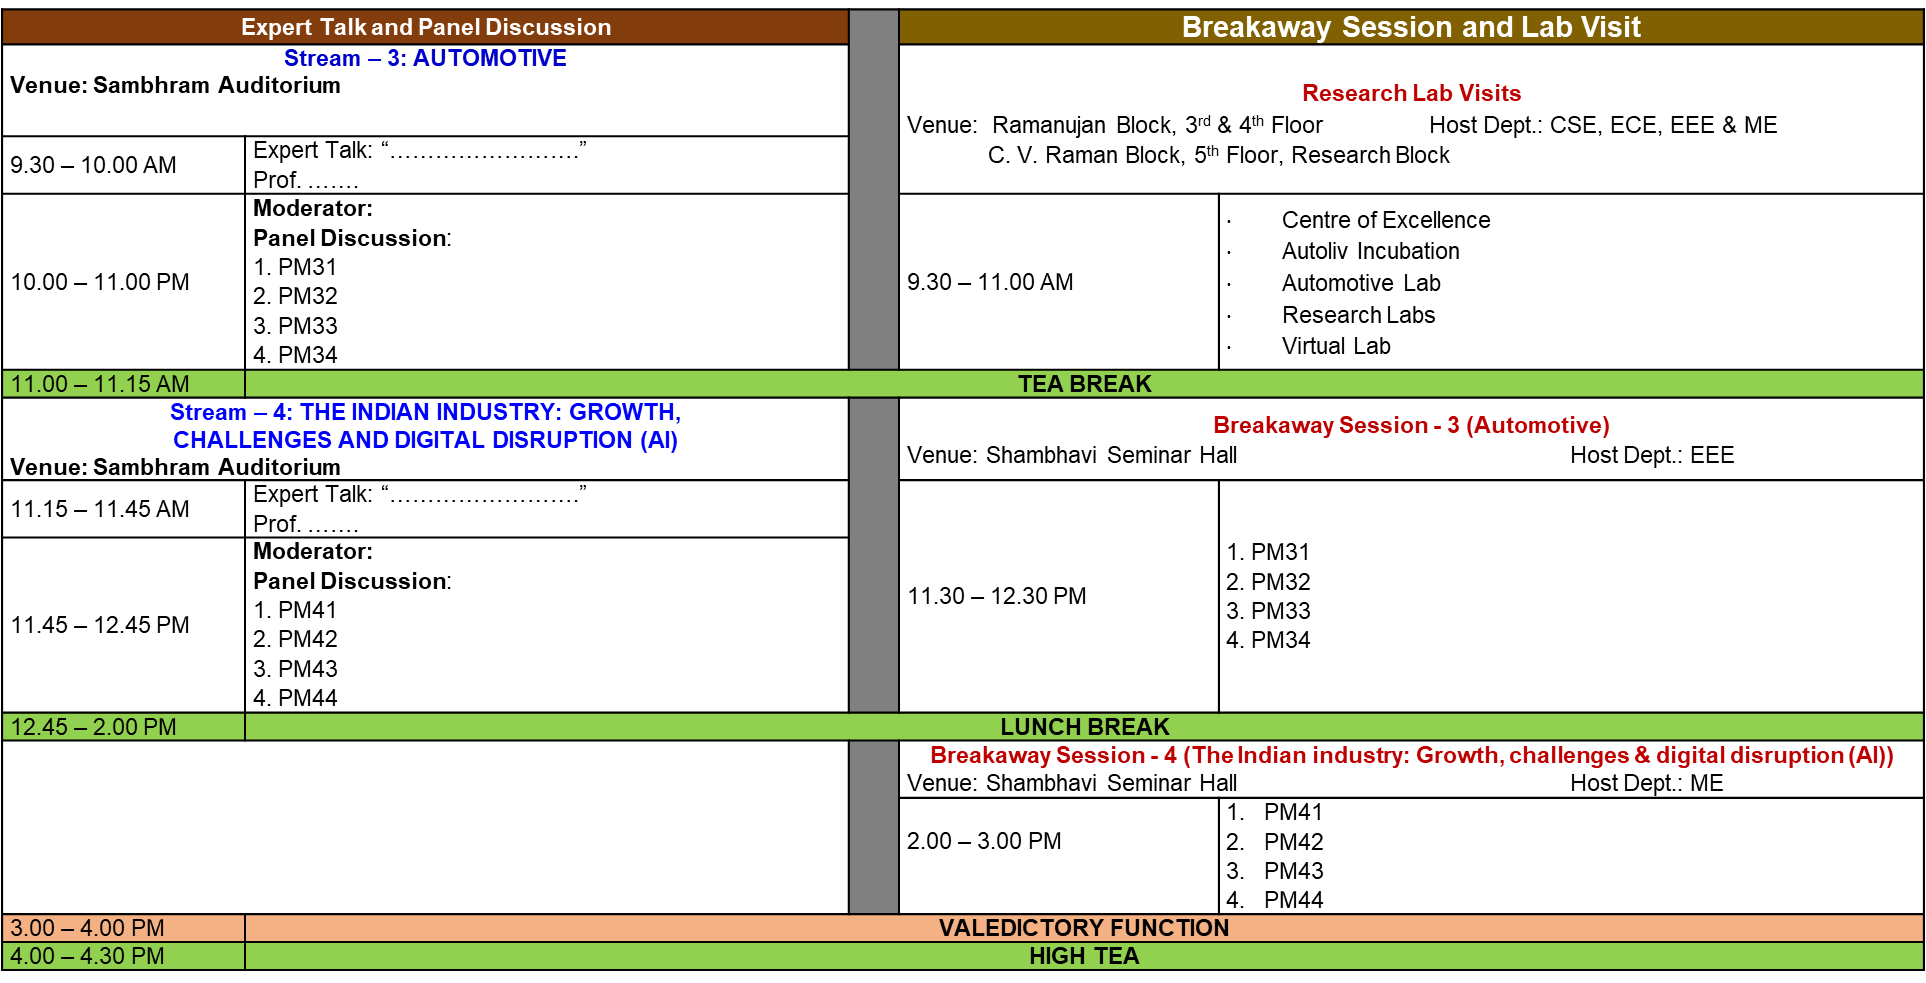 Expert Talk and Panel Discussion
Breakaway Session and Lab Visit
Stream – 3: AUTOMOTIVE
Venue: Sambhram Auditorium
Research Lab Visits
Venue: Ramanujan Block, 3rd & 4th Floor Host Dept.: CSE, ECE, EEE & ME
C. V. Raman Block, 5th Floor, Research Block
9.30 – 10.00 AM
Expert Talk: “…………………….”
Prof. …….
10.00 – 11.00 PM
Moderator:
Panel Discussion:
1. PM31
2. PM32
3. PM33
4. PM34
9.30 – 11.00 AM
· Centre of Excellence
· Autoliv Incubation
· Automotive Lab
· Research Labs
· Virtual Lab
11.00 – 11.15 AM TEA BREAK
Stream – 4: THE INDIAN INDUSTRY: GROWTH,
CHALLENGES AND DIGITAL DISRUPTION (AI)
Venue: Sambhram Auditorium
Breakaway Session - 3 (Automotive)
Venue: Shambhavi Seminar Hall Host Dept.: EEE
11.15 – 11.45 AM
Expert Talk: “…………………….”
Prof. …….
11.45 – 12.45 PM
Moderator:
Panel Discussion:
1. PM41
2. PM42
3. PM43
4. PM44
11.30 – 12.30 PM
1. PM31
2. PM32
3. PM33
4. PM34
12.45 – 2.00 PM LUNCH BREAK
Breakaway Session - 4 (The Indian industry: Growth, challenges & digital disruption (AI))
Venue: Shambhavi Seminar Hall Host Dept.: ME
2.00 – 3.00 PM
1. PM41
2. PM42
3. PM43
4. PM44
3.00 – 4.00 PM VALEDICTORY FUNCTION
4.00 – 4.30 PM HIGH TEA